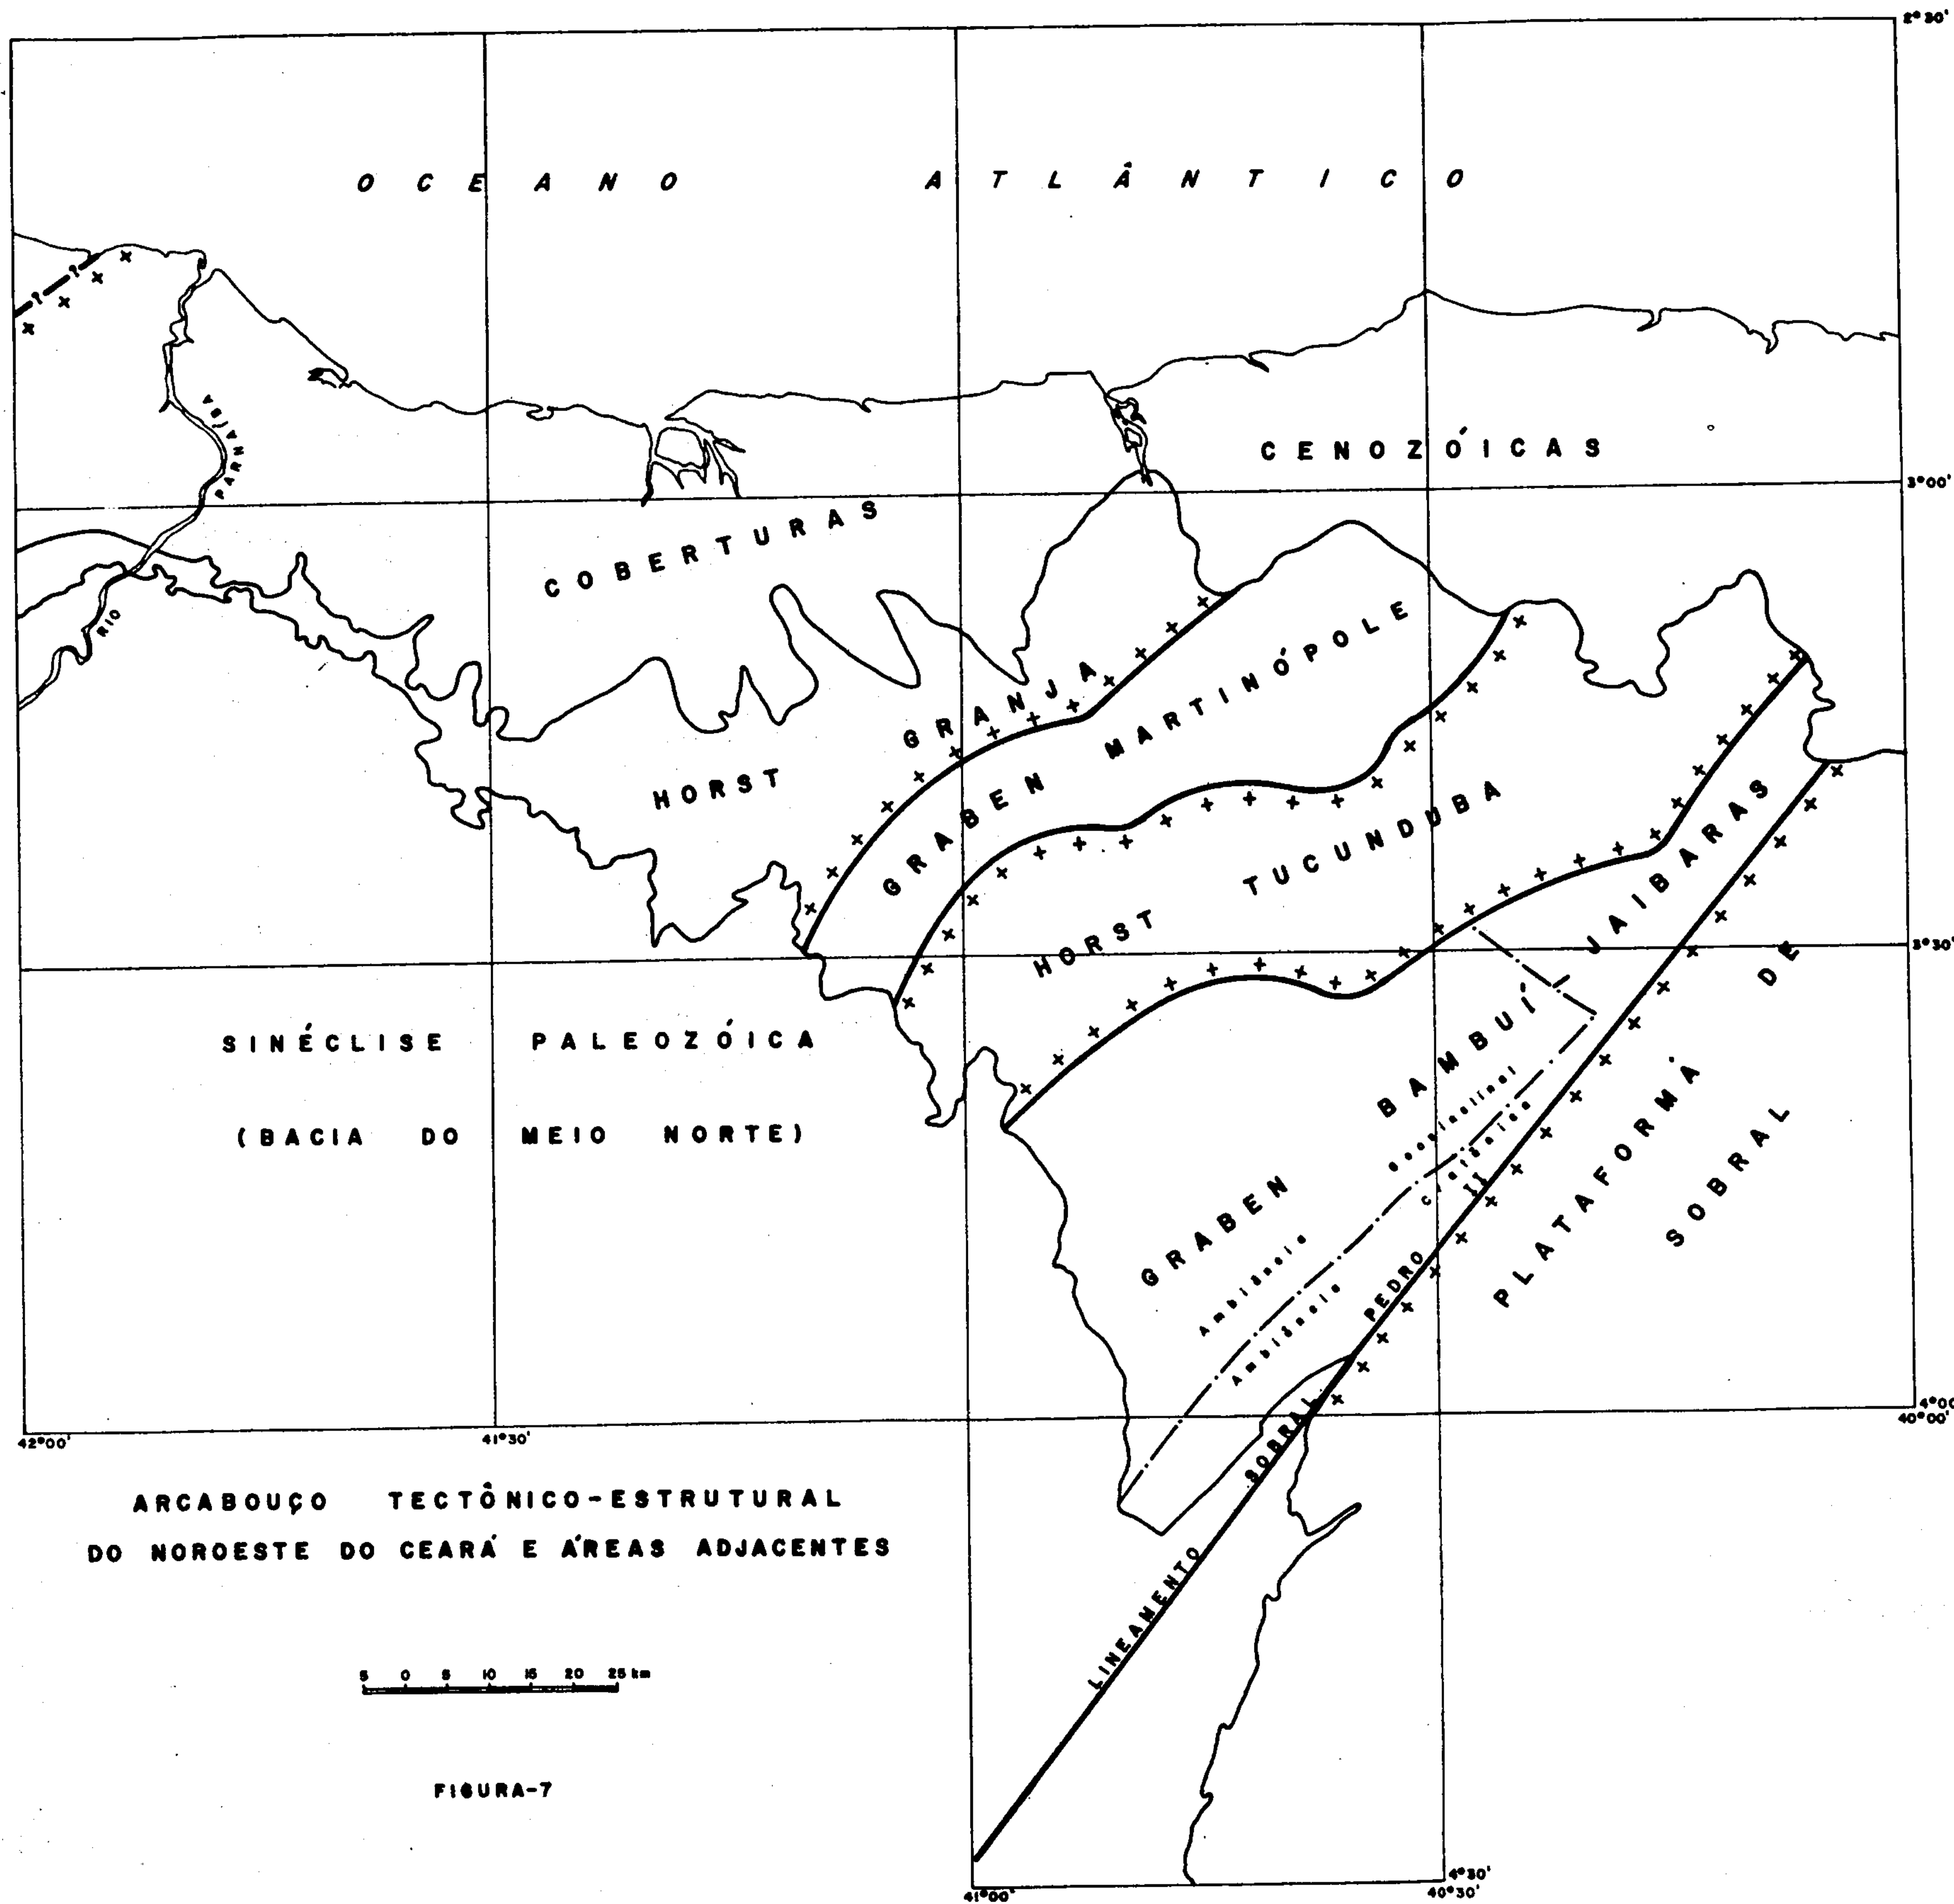 2°30'
OCEANO ATLÂNTICO
RIO PARNAÍBA
CENOZÓICAS
3°00'
COBERTURAS
HORST GRANJA
GRABEN MARTINÓPOLE
HORST TUCUNDUBA
GRABEN BAMBUÍ - JAIBARAS
3°30'
PLATAFORMA DE
SOBRAL
SINÉCLISE PALEOZÓICA
(BACIA DO MEIO NORTE)
Ambiência
Ambiência
LINEAMENTO SOBRAL PEDRO II
4°00'
40°00'
42°00'
41°30'
ARCABOUÇO TECTÔNICO-ESTRUTURAL
DO NOROESTE DO CEARÁ E ÁREAS ADJACENTES
5 0 5 10 15 20 25 km
FIGURA-7
4°30'
41°00'
40°30'